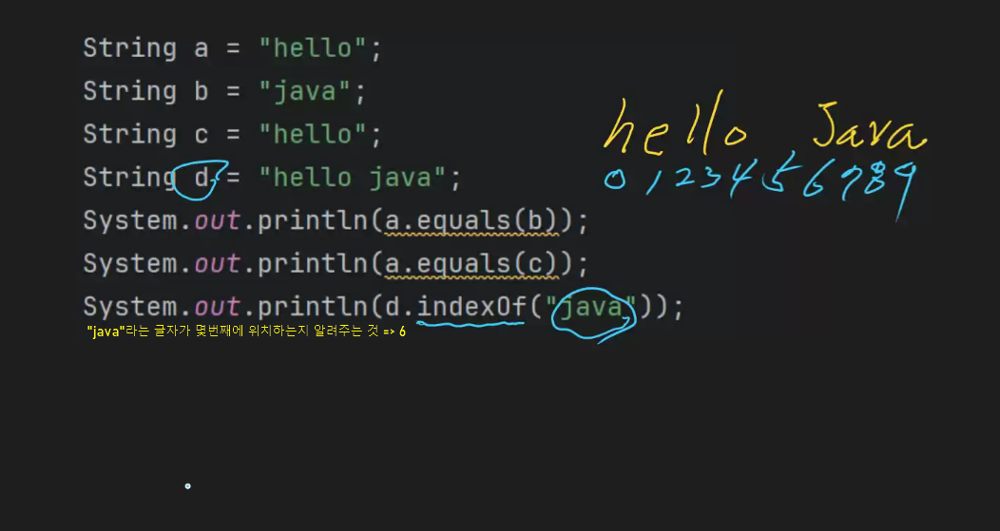 String a = "hello";
String b = "java";
String c = "hello";
String d = "hello java";
hello Java
0 1 2 3 4 5 6 7 8 9
System.out.println(a.equals(b));
System.out.println(a.equals(c));
System.out.println(d.indexOf("java"));
"java"라는 글자가 몇번째에 위치하는지 알려주는 것 => 6